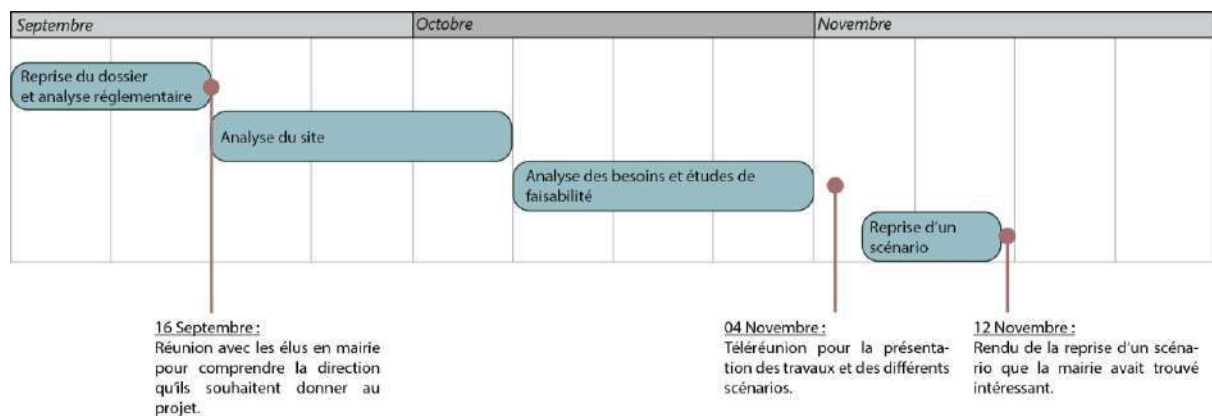 Septembre
Octobre
Novembre
Reprise du dossier
et analyse réglementaire
Analyse du site
Analyse des besoins et études de
faisabilité
Reprise d'un
scénario
16 Septembre :
Réunion avec les élus en mairie
pour comprendre la direction
qu'ils souhaitent donner au
projet.
04 Novembre :
Téléréunion pour la présenta-
tion des travaux et des différents
scénarios.
12 Novembre :
Rendu de la reprise d'un scéna-
rio que la mairie avait trouvé
intéressant.